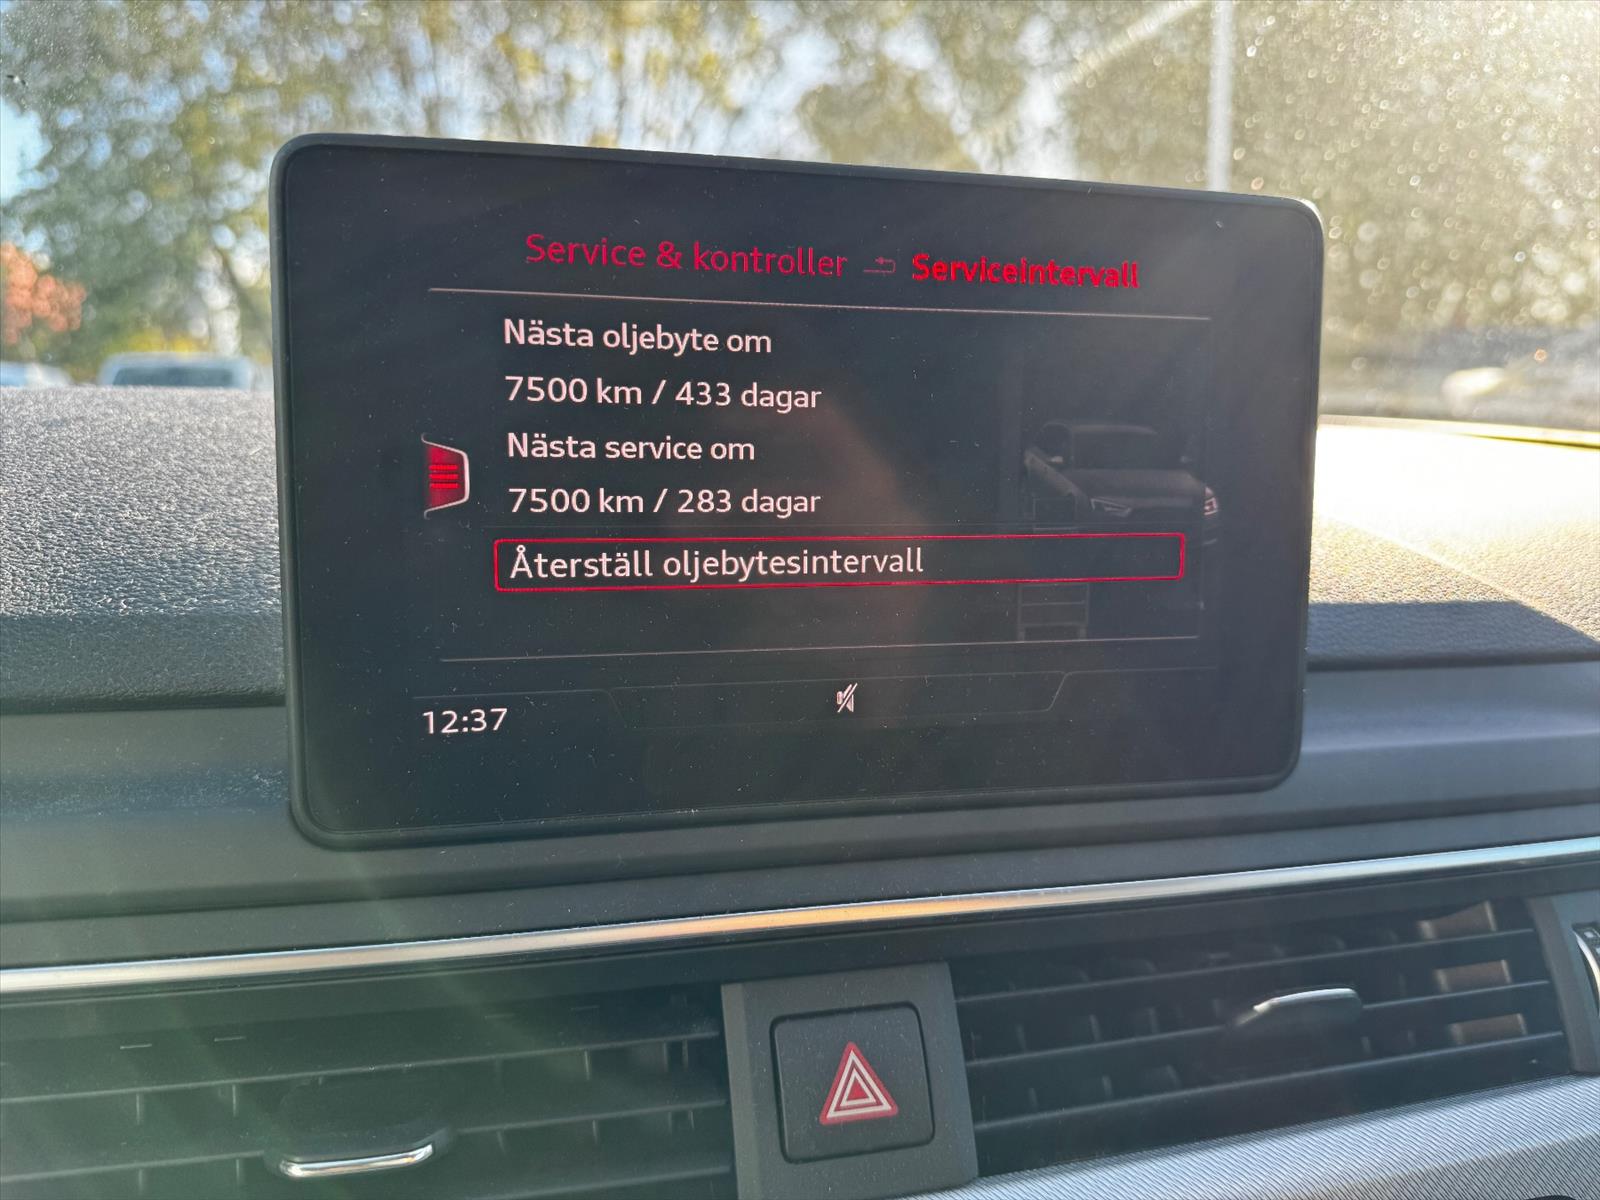 Service & kontroller Serviceintervall
Nästa oljebyte om
7500 km / 433 dagar
Nästa service om
7500 km / 283 dagar
Återställ oljebytesintervall
12:37